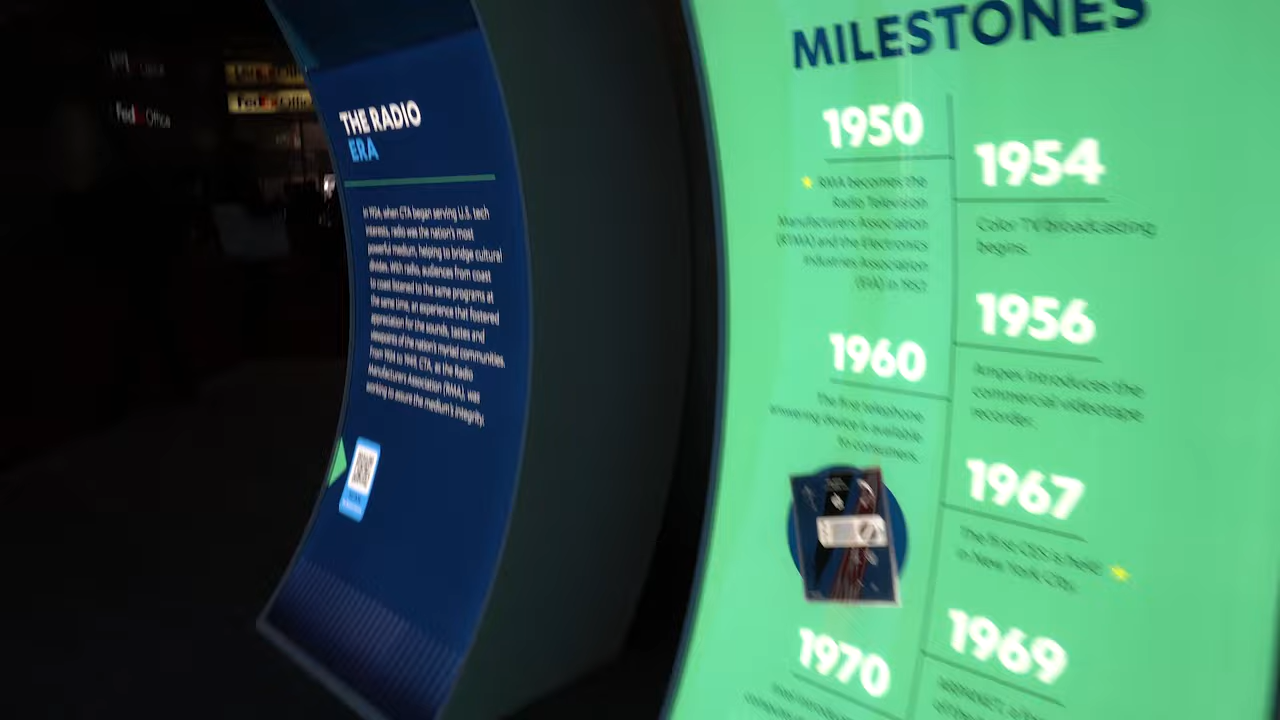 FedEx Office
FedEx Office
THE RADIO
ERA
In 1924, when CTA began serving U.S. tech
interests, radio was the nation's most
powerful medium, helping to bridge cultural
divides. With radio, audiences from coast
to coast listened to the same programs at
the same time, an experience that fostered
appreciation for the sounds, tastes and
viewpoints of the nation's myriad communities.
From 1924 to 1949, CTA, as the Radio
Manufacturers Association (RMA), was
working to assure the medium's integrity.
MILESTONES
1950
RMA becomes the
Radio Television
Manufacturers Association
(RTMA) and the Electronics
Industries Association
(EIA) in 1957.
1954
Color TV broadcasting
begins.
1956
Ampex introduces the
commercial videotape
recorder.
1960
The first telephone
answering device is available
to consumers.
1967
The first CES is held
in New York City.
1969
1970